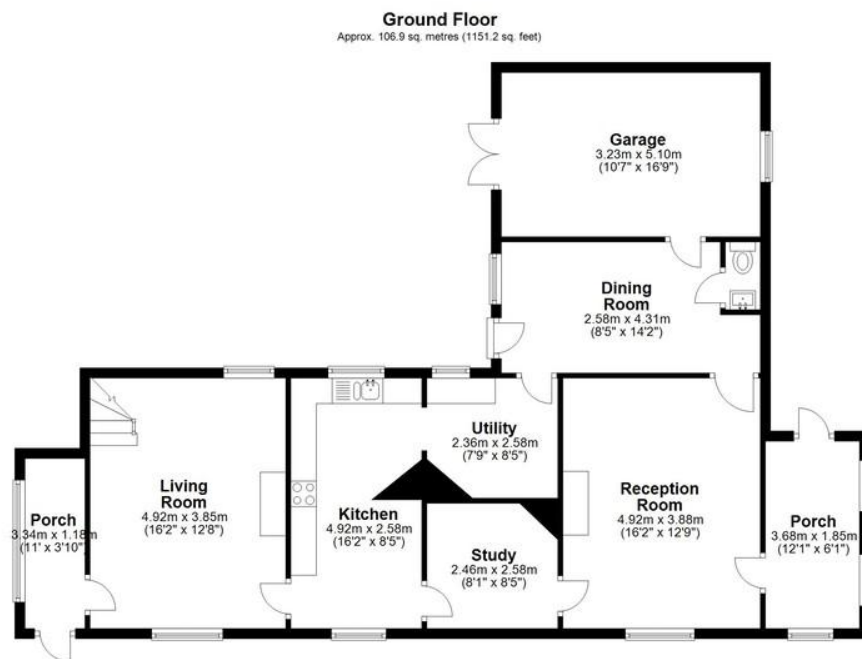 Ground Floor
Approx. 106.9 sq. metres (1151.2 sq. feet)
Garage
3.23m x 5.10m
(10'7" x 16'9")
Dining
Room
2.58m x 4.31m
(8'5" x 14'2")
Utility
2.36m x 2.58m
(7'9" x 8'5")
Living
Room
4.92m x 3.85m
(16'2" x 12'8")
Reception
Room
4.92m x 3.88m
(16'2" x 12'9")
Porch
3.34m x 1.18m
(11' x 3'10")
Kitchen
4.92m x 2.58m
(16'2" x 8'5")
Porch
3.68m x 1.85m
(12'1" x 6'1")
Study
2.46m x 2.58m
(8'1" x 8'5")